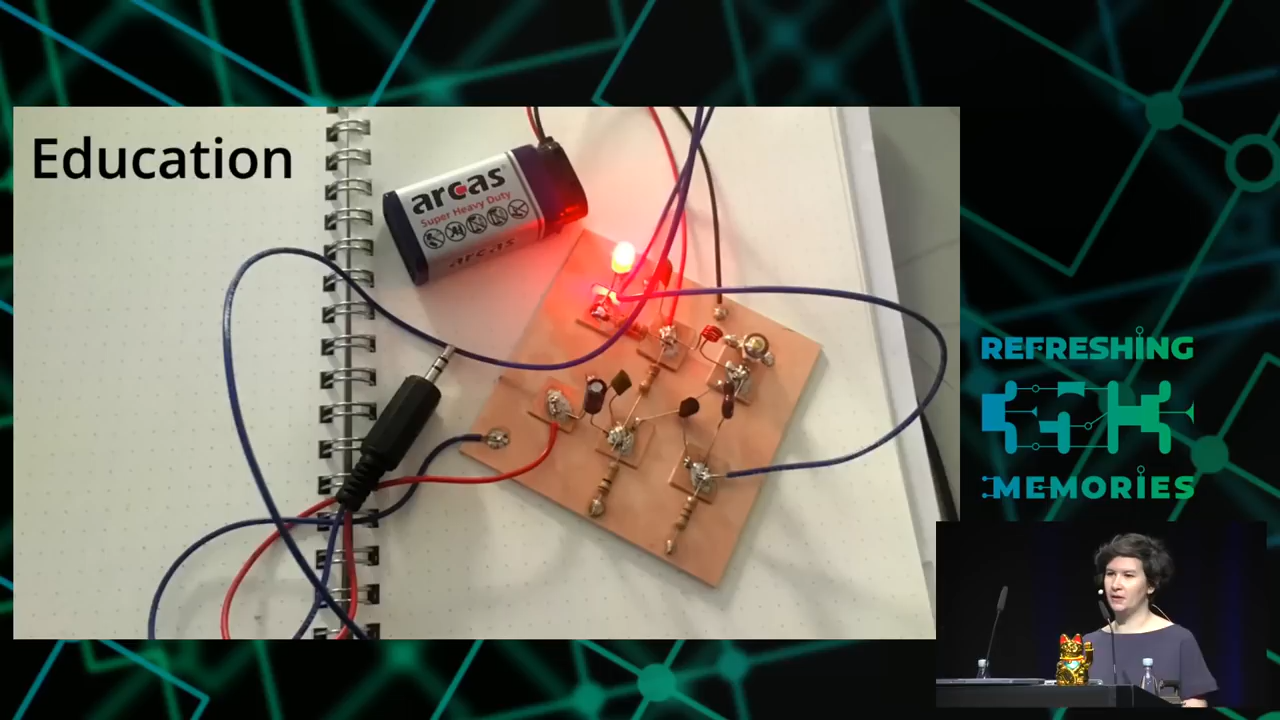 Education
arcas
Super Heavy Duty
arcas
REFRESHING
MEMORIES